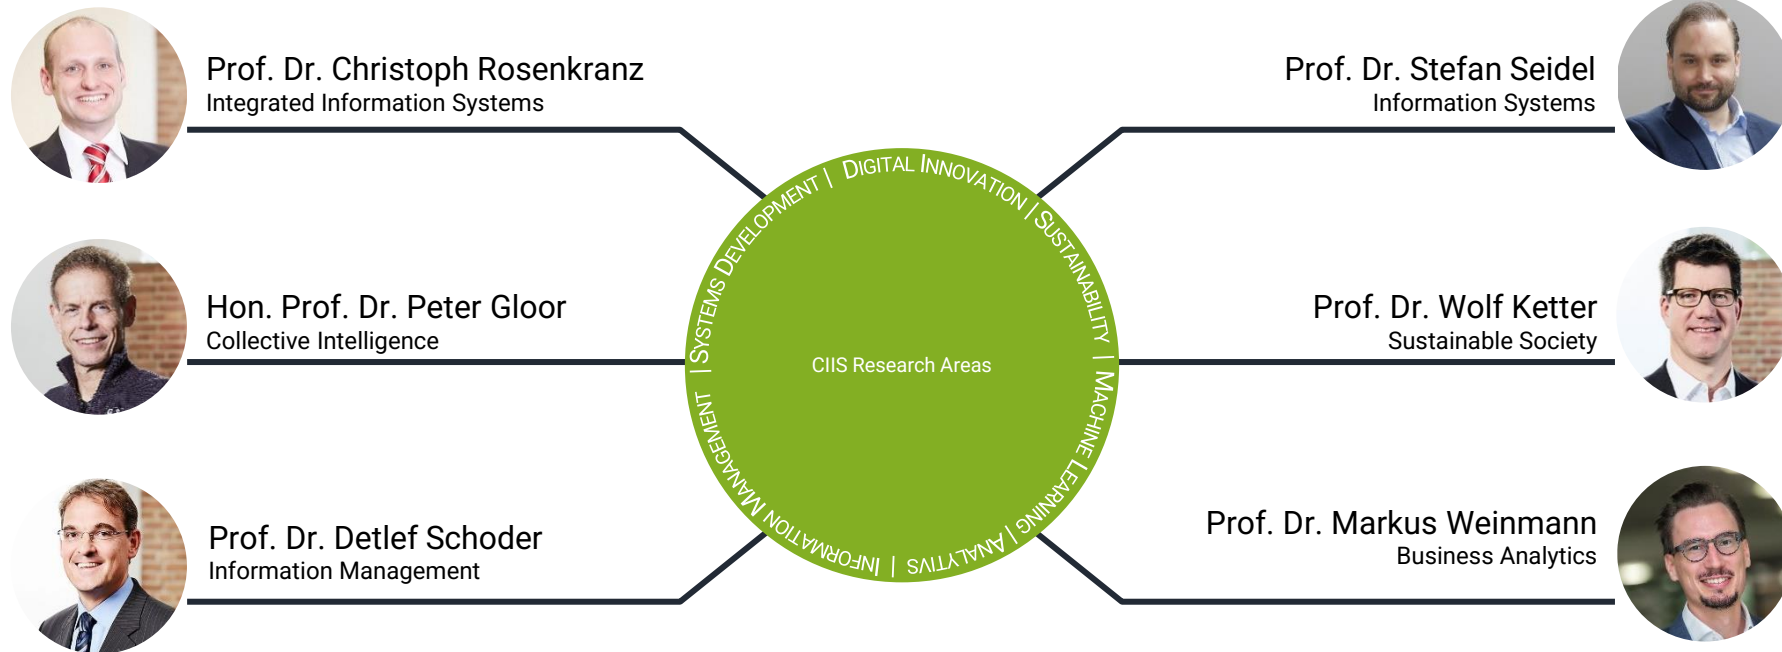 Prof. Dr. Christoph Rosenkranz
Integrated Information Systems
Hon. Prof. Dr. Peter Gloor
Collective Intelligence
Prof. Dr. Detlef Schoder
Information Management
SYSTEMS DEVELOPMENT | DIGITAL INNOVATION | SUSTAINABILITY | MACHINE LEARNING | ANALYTIVS | INFORMATION MANAGEMENT |
CIIS Research Areas
Prof. Dr. Stefan Seidel
Information Systems
Prof. Dr. Wolf Ketter
Sustainable Society
Prof. Dr. Markus Weinmann
Business Analytics